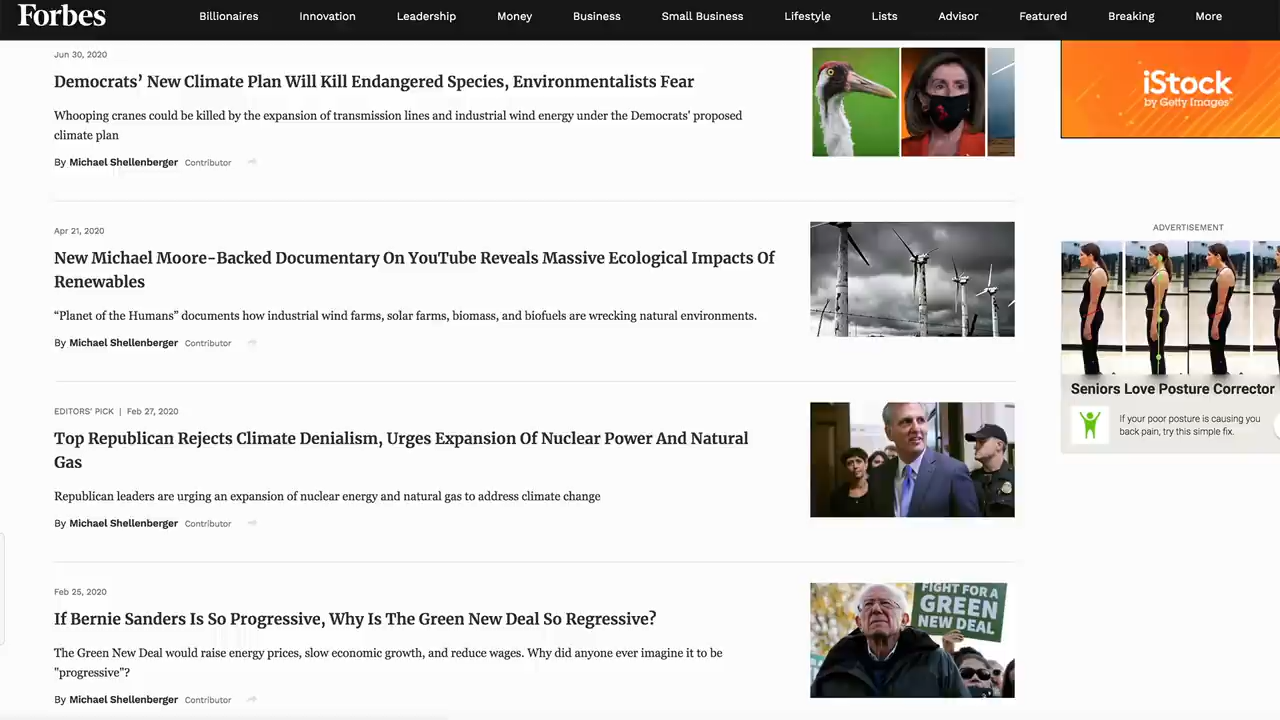 Forbes
Billionaires Innovation Leadership Money Business Small Business Lifestyle Lists Advisor Featured Breaking More
Jun 30, 2020
Democrats’ New Climate Plan Will Kill Endangered Species, Environmentalists Fear
Whooping cranes could be killed by the expansion of transmission lines and industrial wind energy under the Democrats' proposed
climate plan
By Michael Shellenberger Contributor
iStock
by Getty Images™
Apr 21, 2020
New Michael Moore-Backed Documentary On YouTube Reveals Massive Ecological Impacts Of
Renewables
“Planet of the Humans” documents how industrial wind farms, solar farms, biomass, and biofuels are wrecking natural environments.
By Michael Shellenberger Contributor
ADVERTISEMENT
Seniors Love Posture Corrector
If your poor posture is causing you
back pain, try this simple fix.
EDITORS' PICK | Feb 27, 2020
Top Republican Rejects Climate Denialism, Urges Expansion Of Nuclear Power And Natural
Gas
Republican leaders are urging an expansion of nuclear energy and natural gas to address climate change
By Michael Shellenberger Contributor
Feb 25, 2020
If Bernie Sanders Is So Progressive, Why Is The Green New Deal So Regressive?
The Green New Deal would raise energy prices, slow economic growth, and reduce wages. Why did anyone ever imagine it to be
"progressive"?
By Michael Shellenberger Contributor
FIGHT FOR A
GREEN
NEW DEAL